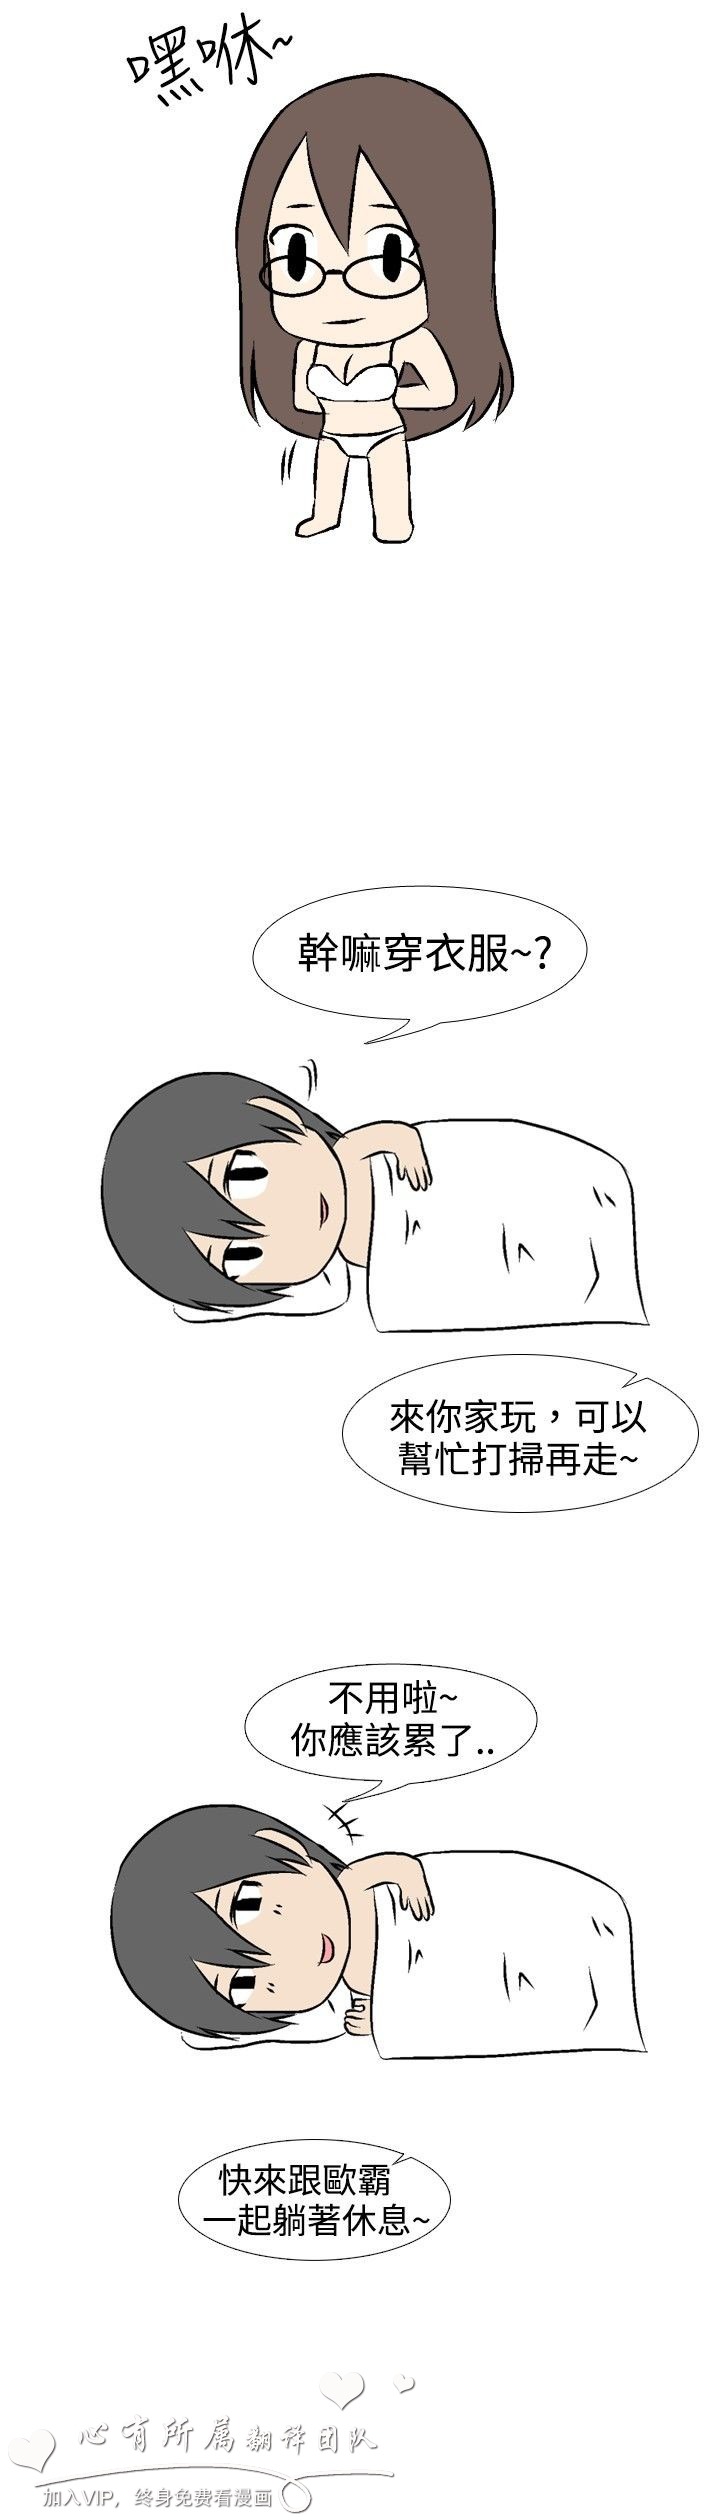 嘿咻~
幹嘛穿衣服~?
來你家玩，可以
幫忙打掃再走~
不用啦~
你應該累了..
快來跟歐霸
一起躺著休息~
心有所属翻译团队
加入VIP，终身免费看漫画